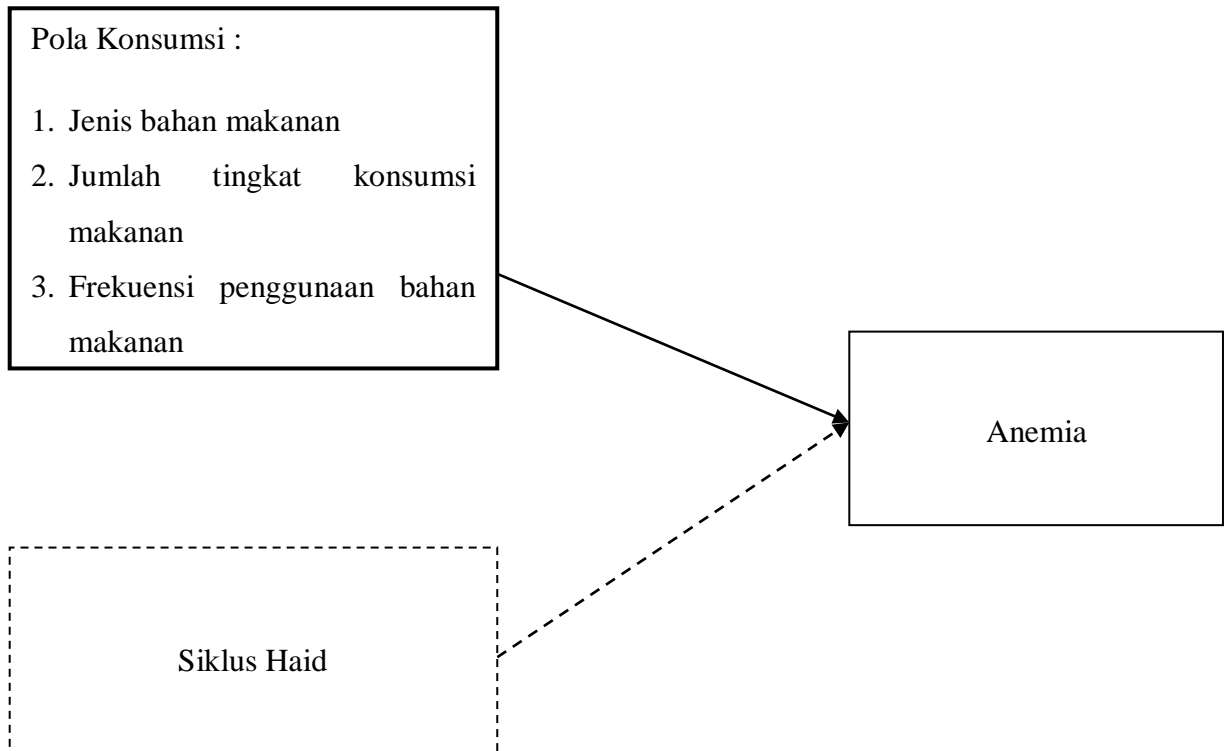 Pola Konsumsi :
1. Jenis bahan makanan
2. Jumlah tingkat konsumsi
makanan
3. Frekuensi penggunaan bahan
makanan
Anemia
Siklus Haid